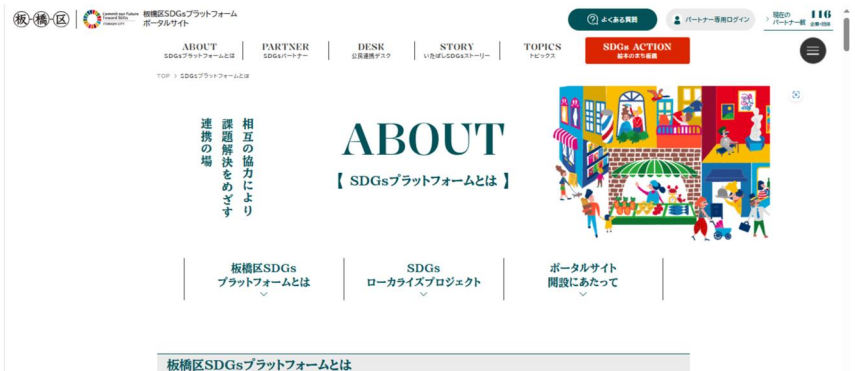 板橋区
板橋区SDGsプラットフォーム
ポータルサイト
よくある質問
パートナー専用ログイン
現在の
パートナー数
116
企業・団体
ABOUT
SDGsプラットフォームとは
PARTNER
SDGsパートナー
DESK
公民連携デスク
STORY
いたばしSDGsストーリー
TOPICS
トピックス
SDGs ACTION
絵本のまち板橋
TOP > SDGsプラットフォームとは
相互の協力により
課題解決をめざす
連携の場
ABOUT
【 SDGsプラットフォームとは 】
板橋区SDGs
プラットフォームとは
SDGs
ローカライズプロジェクト
ポータルサイト
開設にあたって
板橋区SDGsプラットフォームとは